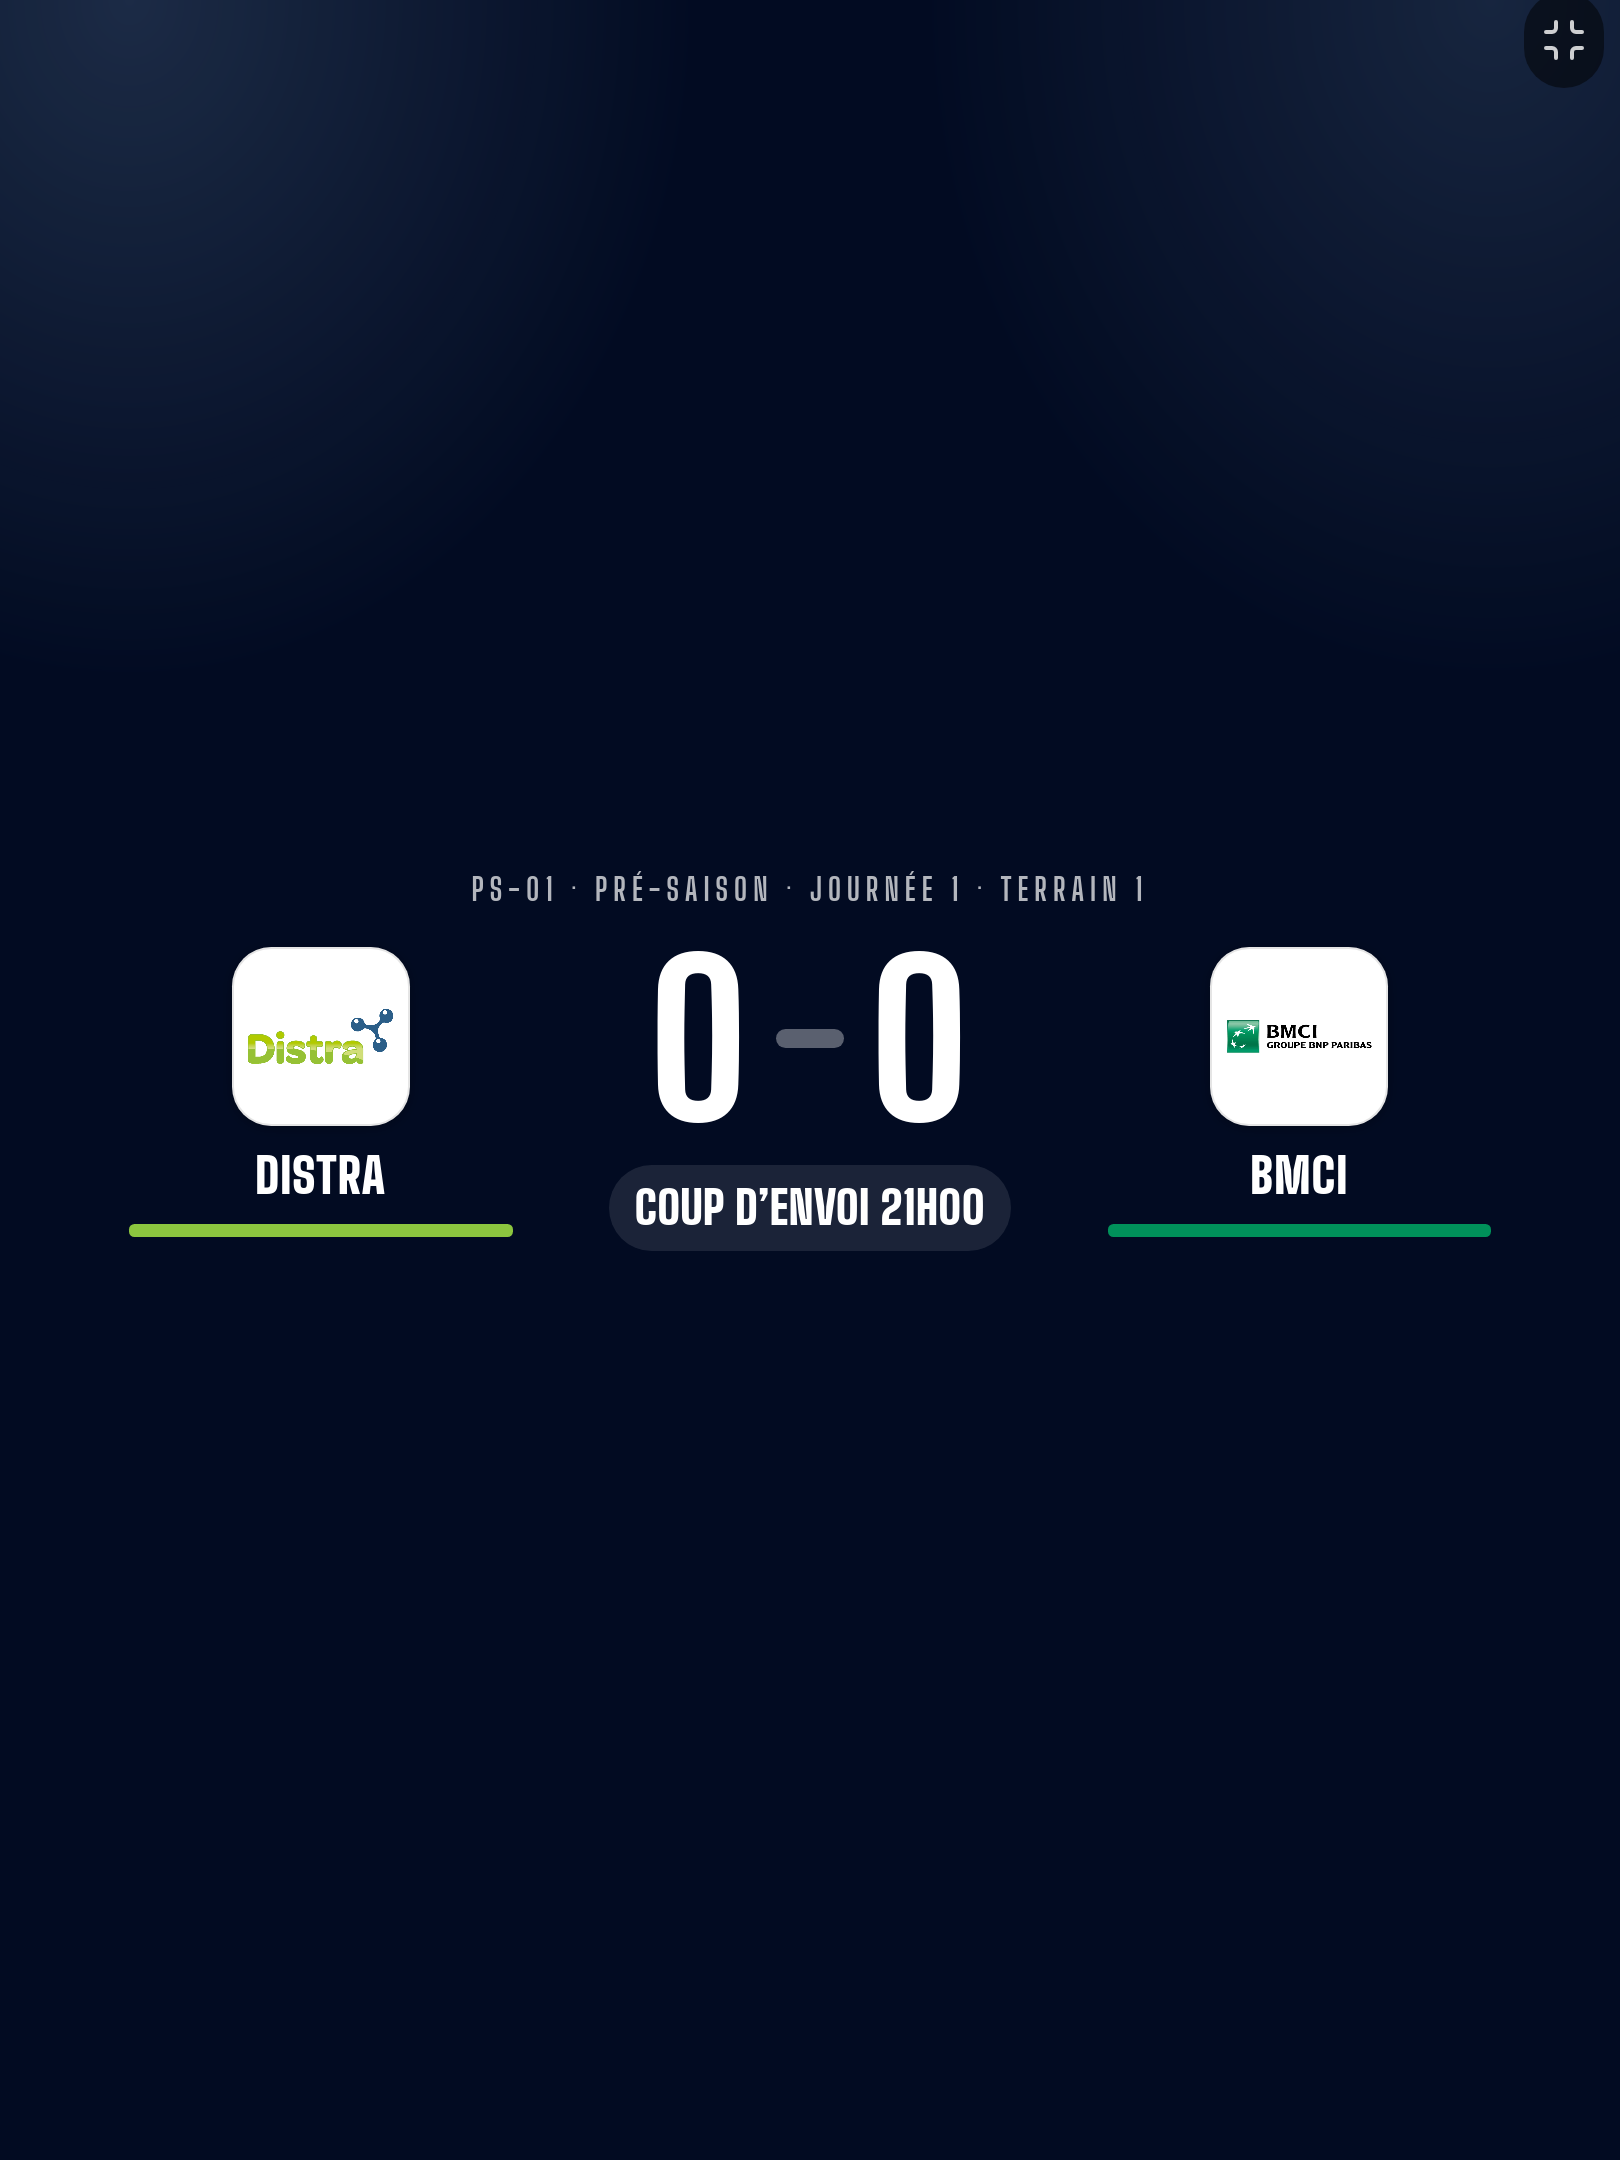 PS-01 · PRÉ-SAISON · JOURNÉE 1 · TERRAIN 1
Distra
0 - 0
BMCI
GROUPE BNP PARIBAS
DISTRA
COUP D’ENVOI 21H00
BMCI